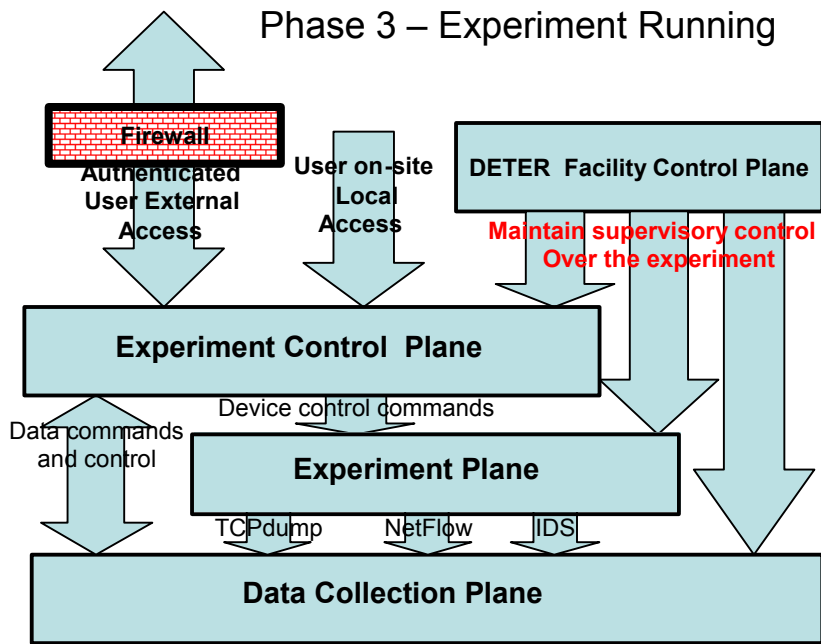 Phase 3 – Experiment Running
Firewall
Authenticated
User External
Access
User on-site
Local
Access
DETER Facility Control Plane
Maintain supervisory control
Over the experiment
Experiment Control Plane
Device control commands
Data commands
and control
Experiment Plane
TCPdump
NetFlow
IDS
Data Collection Plane